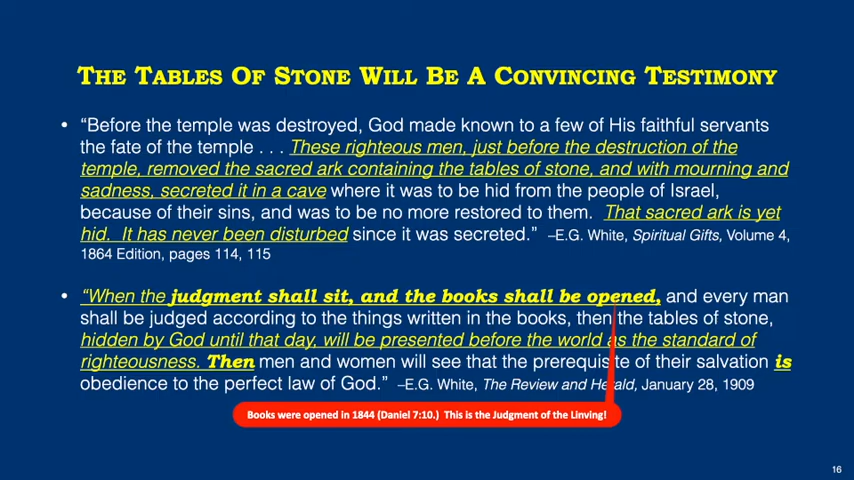 The Tables Of Stone Will Be A Convincing Testimony
• “Before the temple was destroyed, God made known to a few of His faithful servants
the fate of the temple . . . These righteous men, just before the destruction of the
temple, removed the sacred ark containing the tables of stone, and with mourning and
sadness, secreted it in a cave where it was to be hid from the people of Israel,
because of their sins, and was to be no more restored to them. That sacred ark is yet
hid. It has never been disturbed since it was secreted.” –E.G. White, Spiritual Gifts, Volume 4,
1864 Edition, pages 114, 115
• “When the judgment shall sit, and the books shall be opened, and every man
shall be judged according to the things written in the books, then the tables of stone,
hidden by God until that day, will be presented before the world as the standard of
righteousness. Then men and women will see that the prerequisite of their salvation is
obedience to the perfect law of God.” –E.G. White, The Review and Herald, January 28, 1909
Books were opened in 1844 (Daniel 7:10.) This is the Judgment of the Linving!
16